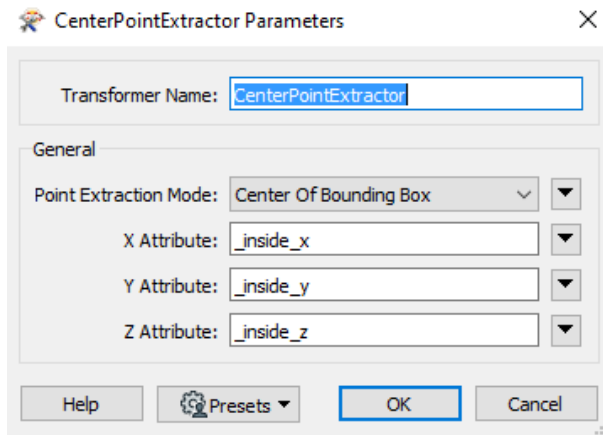 CenterPointExtractor Parameters
Transformer Name: CenterPointExtractor
General
Point Extraction Mode: Center Of Bounding Box
X Attribute: _inside_x
Y Attribute: _inside_y
Z Attribute: _inside_z
Help Presets OK Cancel